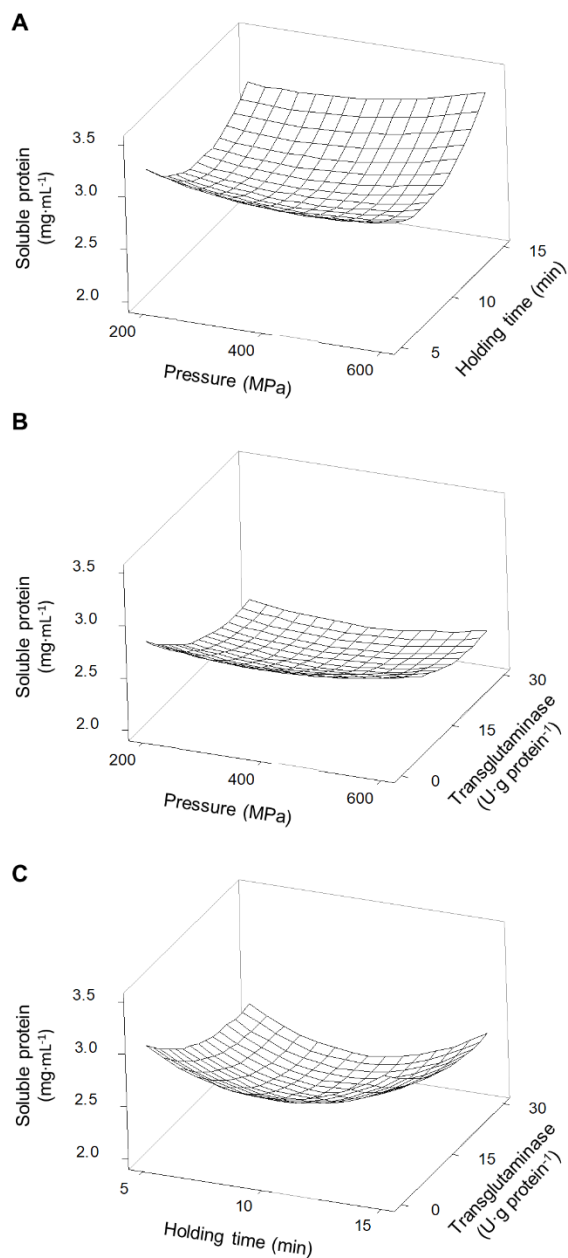 A
3.5
3.0
2.5
2.0
Soluble protein
(mg·mL⁻¹)
200
400
600
Pressure (MPa)
5
10
15
Holding time (min)
B
3.5
3.0
2.5
2.0
Soluble protein
(mg·mL⁻¹)
200
400
600
Pressure (MPa)
0
15
30
Transglutaminase
(U·g protein⁻¹)
C
3.5
3.0
2.5
2.0
Soluble protein
(mg·mL⁻¹)
5
10
15
Holding time (min)
0
15
30
Transglutaminase
(U·g protein⁻¹)